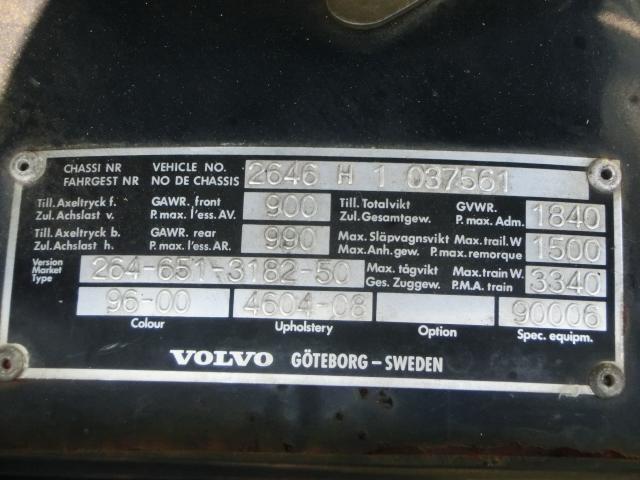 CHASSI NR VEHICLE NO. 2646 H 1 037561
FAHRGEST NR NO DE CHASSIS
Till. Axeltryck f. GAWR. front 900 Till. Totalvikt GVWR. 1840
Zul. Achslast v. P. max. l'ess. AV. Zul. Gesamtgew. P. max. Adm.
Till. Axeltryck b. GAWR. rear 990 Max. Släpvagnsvikt Max. trail. W 1500
Zul. Achslast h. P. max. l'ess. AR. Max. Anh. gew. P. max. remorque
Version Market Type 264-651-3182-50 Max. tågvikt Max. train W. 3340
Ges. Zuggew. P.M.A. train
96-00 4604-08 90006
Colour Upholstery Option Spec. equipm.
VOLVO GÖTEBORG – SWEDEN